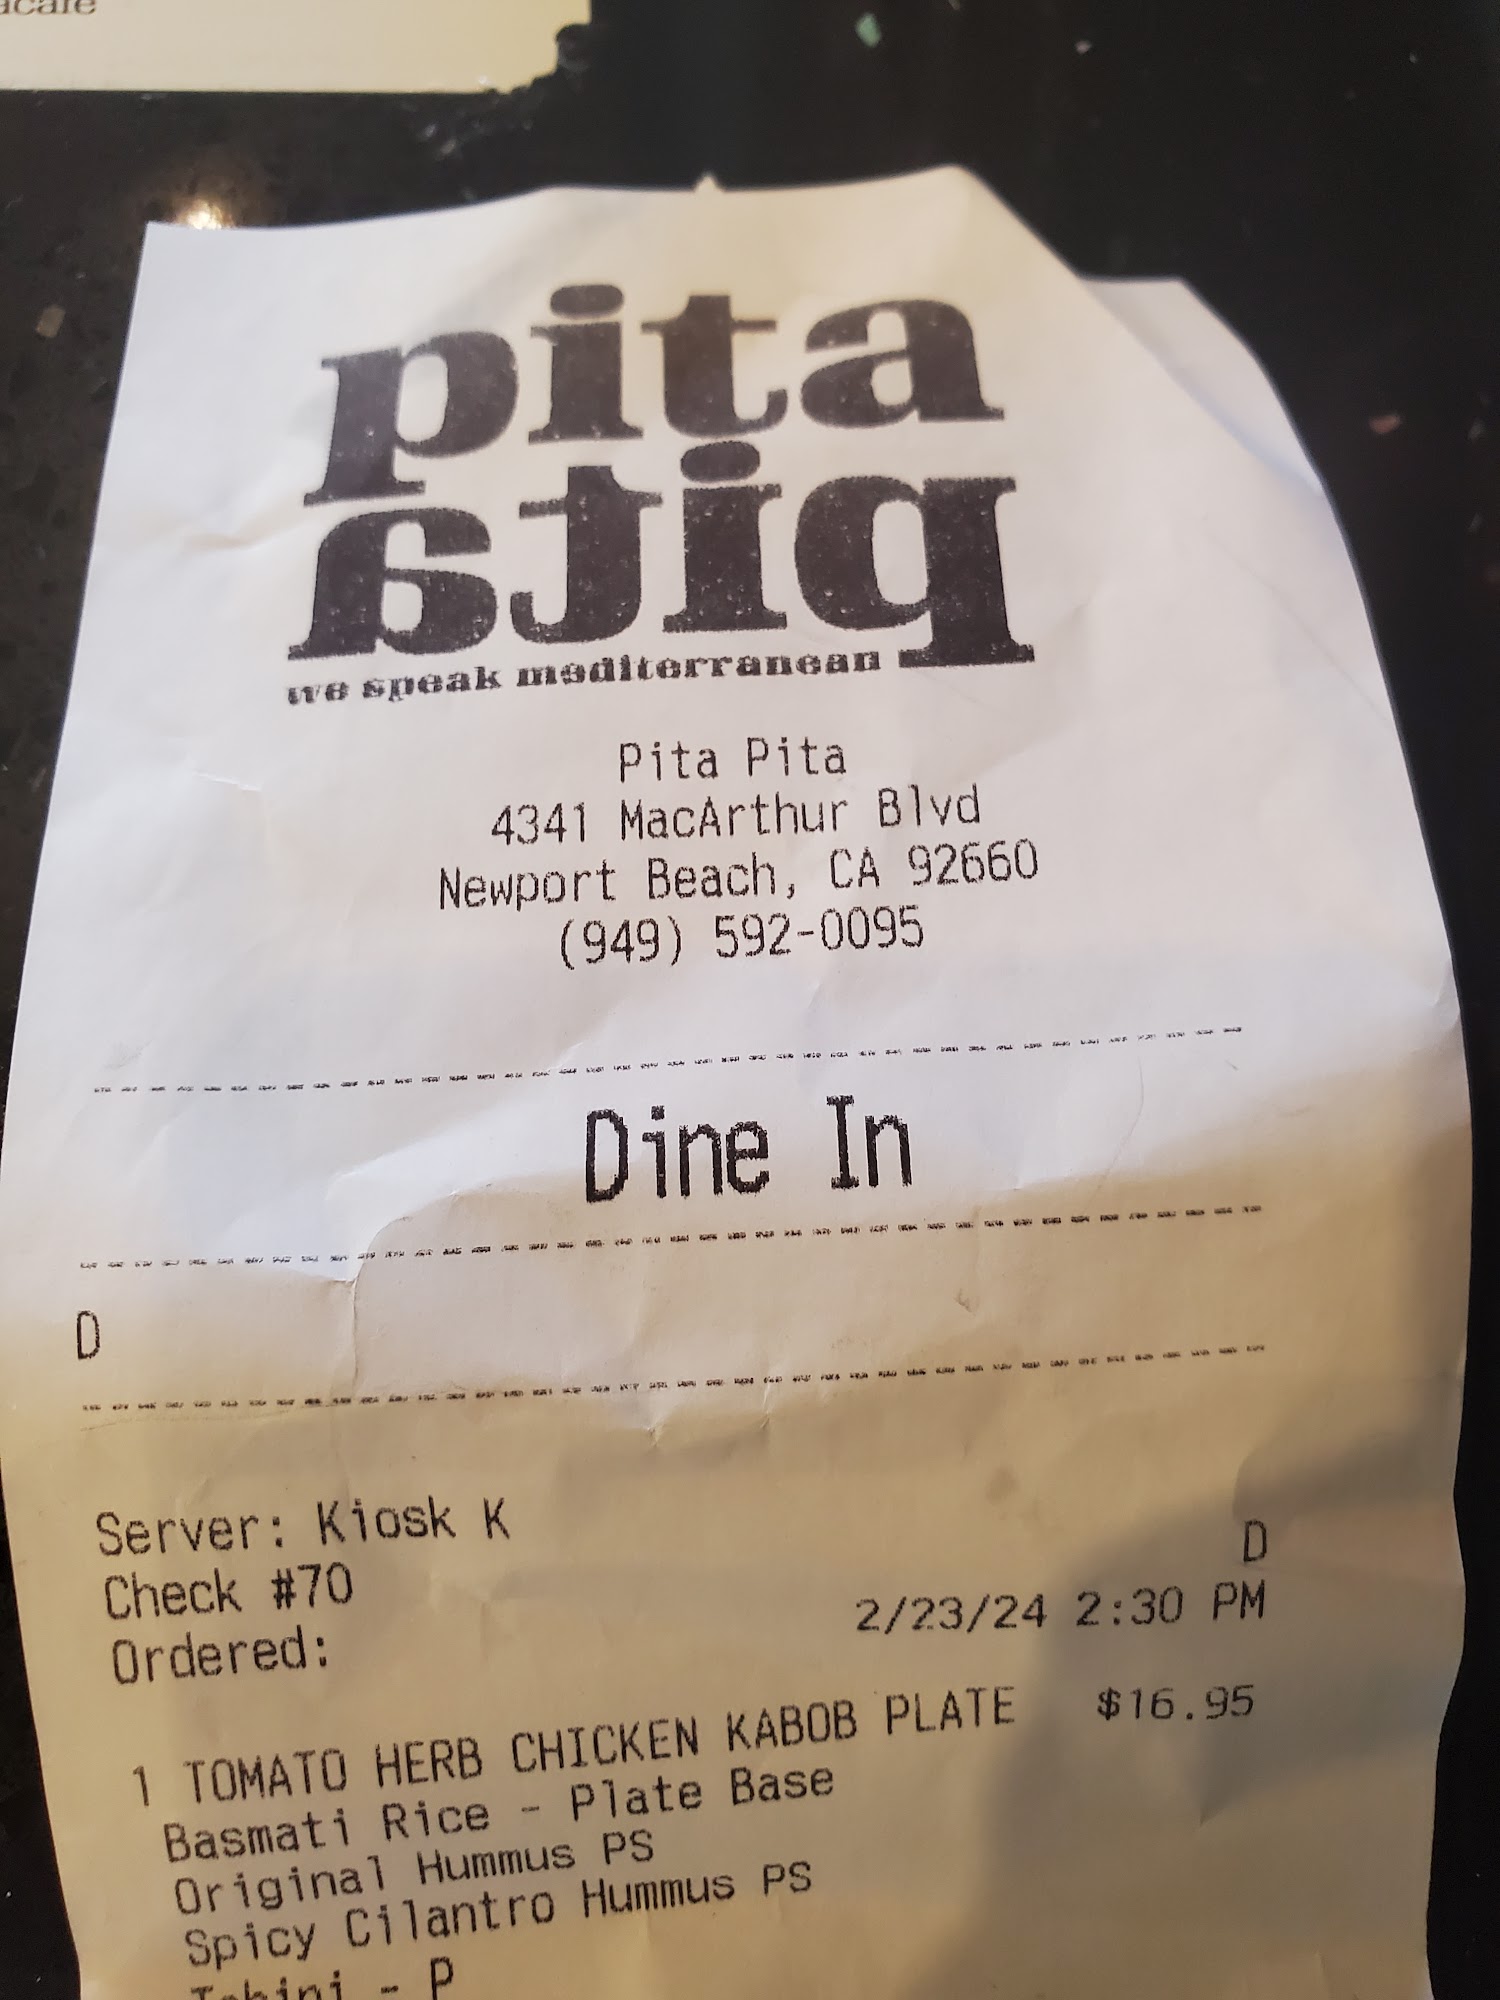 acafe
pita
pita
we speak mediterranean
Pita Pita
4341 MacArthur Blvd
Newport Beach, CA 92660
(949) 592-0095
Dine In
D
Server: Kiosk K
Check #70 D
Ordered: 2/23/24 2:30 PM
1 TOMATO HERB CHICKEN KABOB PLATE $16.95
Basmati Rice - Plate Base
Original Hummus PS
Spicy Cilantro Hummus PS
Tahini - P